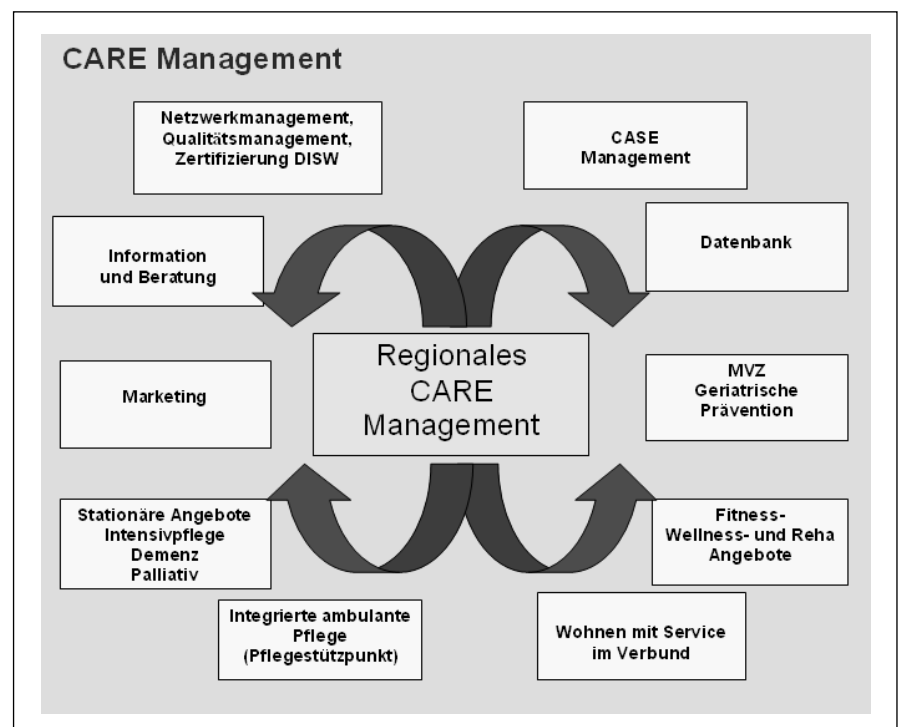 CARE Management
Netzwerkmanagement,
Qualitätsmanagement,
Zertifizierung DISW
CASE
Management
Information
und Beratung
Datenbank
Regionales
CARE
Management
Marketing
MVZ
Geriatrische
Prävention
Stationäre Angebote
Intensivpflege
Demenz
Palliativ
Fitness-
Wellness- und Reha
Angebote
Integrierte ambulante
Pflege
(Pflegestützpunkt)
Wohnen mit Service
im Verbund